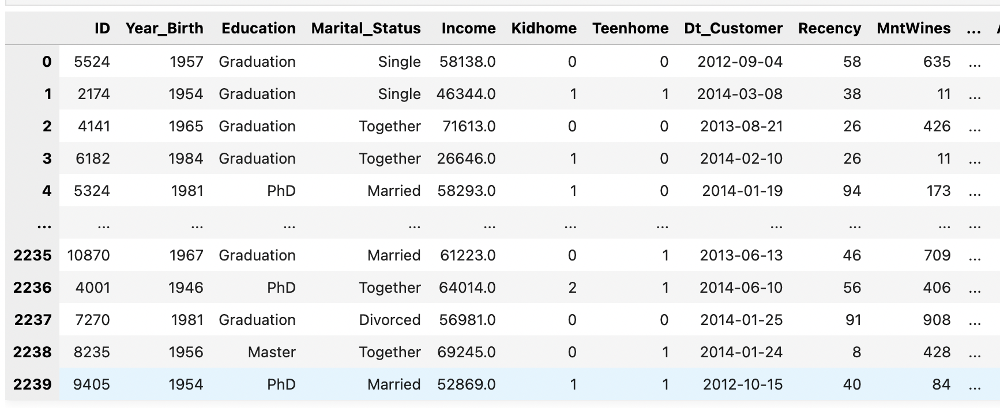 ID Year_Birth Education Marital_Status Income Kidhome Teenhome Dt_Customer Recency MntWines ...
0 5524 1957 Graduation Single 58138.0 0 0 2012-09-04 58 635 ...
1 2174 1954 Graduation Single 46344.0 1 1 2014-03-08 38 11 ...
2 4141 1965 Graduation Together 71613.0 0 0 2013-08-21 26 426 ...
3 6182 1984 Graduation Together 26646.0 1 0 2014-02-10 26 11 ...
4 5324 1981 PhD Married 58293.0 1 0 2014-01-19 94 173 ...
... ... ... ... ... ... ... ... ... ... ... ...
2235 10870 1967 Graduation Married 61223.0 0 1 2013-06-13 46 709 ...
2236 4001 1946 PhD Together 64014.0 2 1 2014-06-10 56 406 ...
2237 7270 1981 Graduation Divorced 56981.0 0 0 2014-01-25 91 908 ...
2238 8235 1956 Master Together 69245.0 0 1 2014-01-24 8 428 ...
2239 9405 1954 PhD Married 52869.0 1 1 2012-10-15 40 84 ...